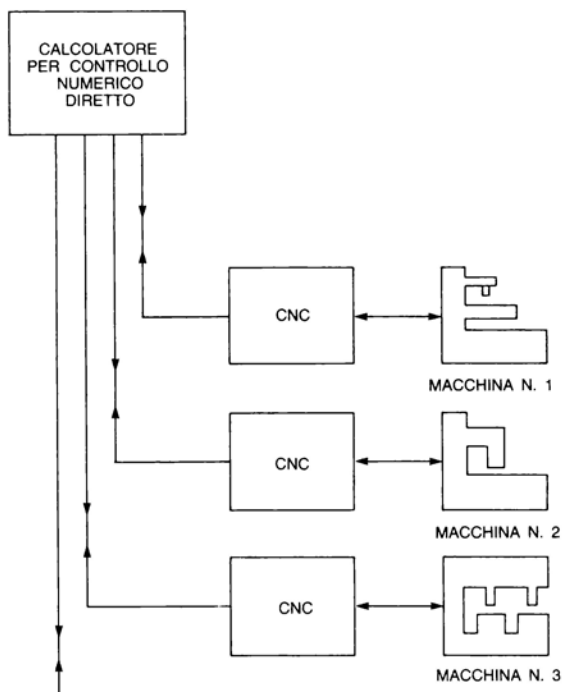 CALCOLATORE
PER CONTROLLO
NUMERICO
DIRETTO
CNC
MACCHINA N. 1
CNC
MACCHINA N. 2
CNC
MACCHINA N. 3